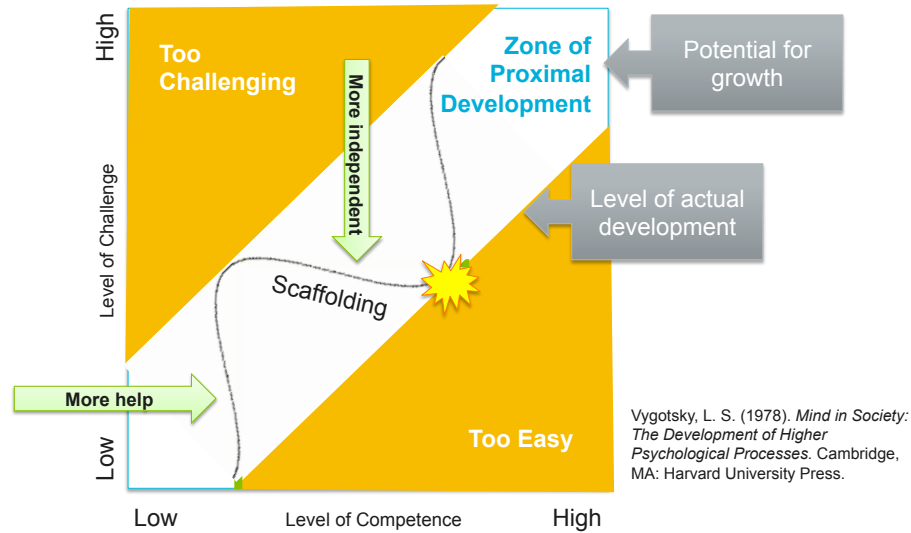 High
Too
Challenging
More independent
Zone of
Proximal
Development
Potential for
growth
Level of Challenge
Level of actual
development
Scaffolding
More help
Too Easy
Low
Vygotsky, L. S. (1978). Mind in Society:
The Development of Higher
Psychological Processes. Cambridge,
MA: Harvard University Press.
Low
Level of Competence
High